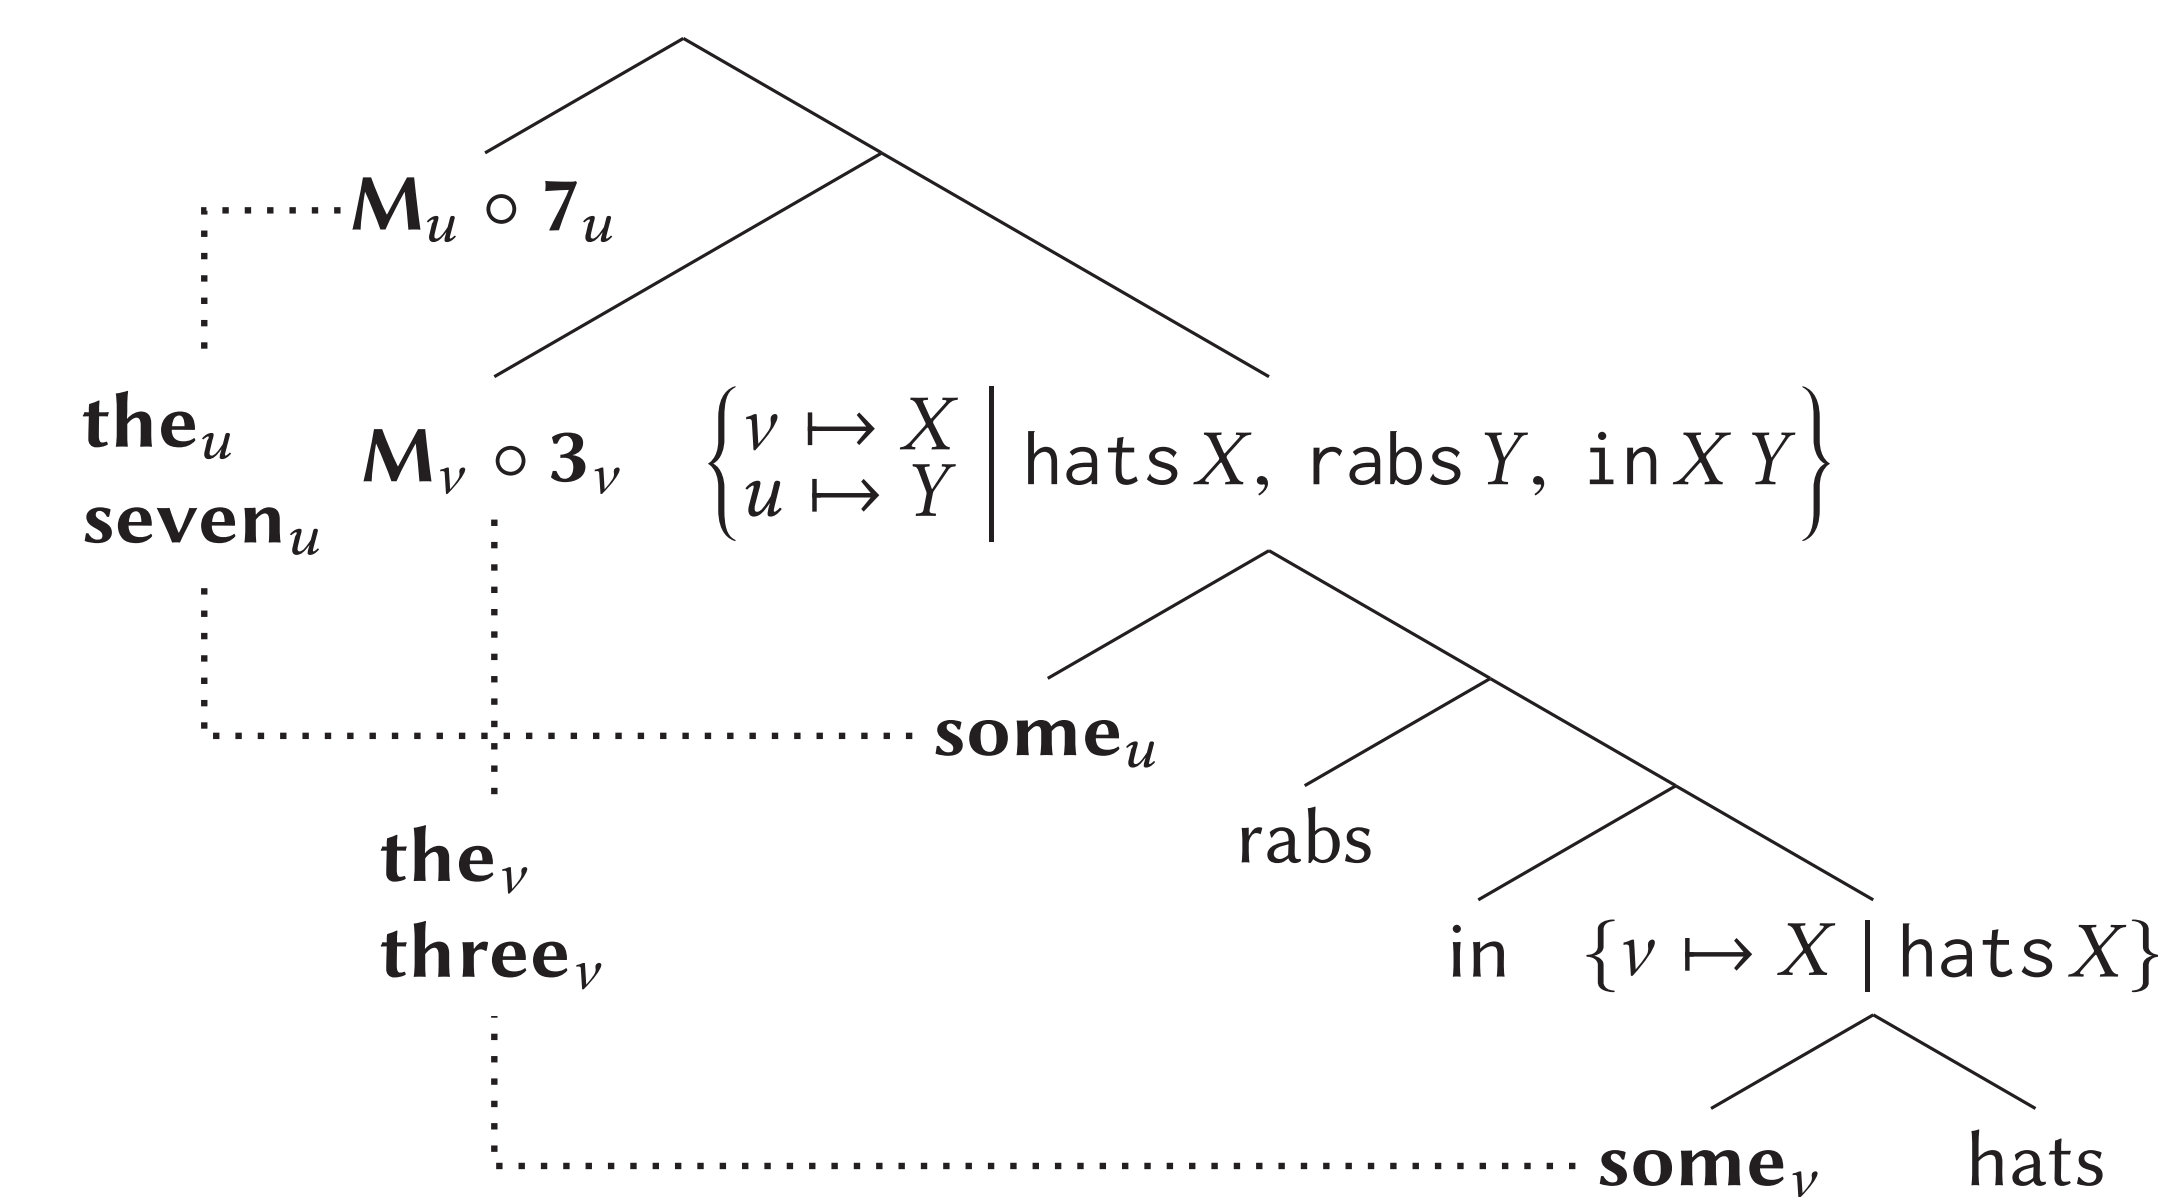 M_u ∘ 7_u
the_u
seven_u
M_v ∘ 3_v
{ v ↦ X
u ↦ Y | hats X, rabs Y, in X Y }
some_u
rabs
the_v
three_v
in
{v ↦ X | hats X}
some_v
hats